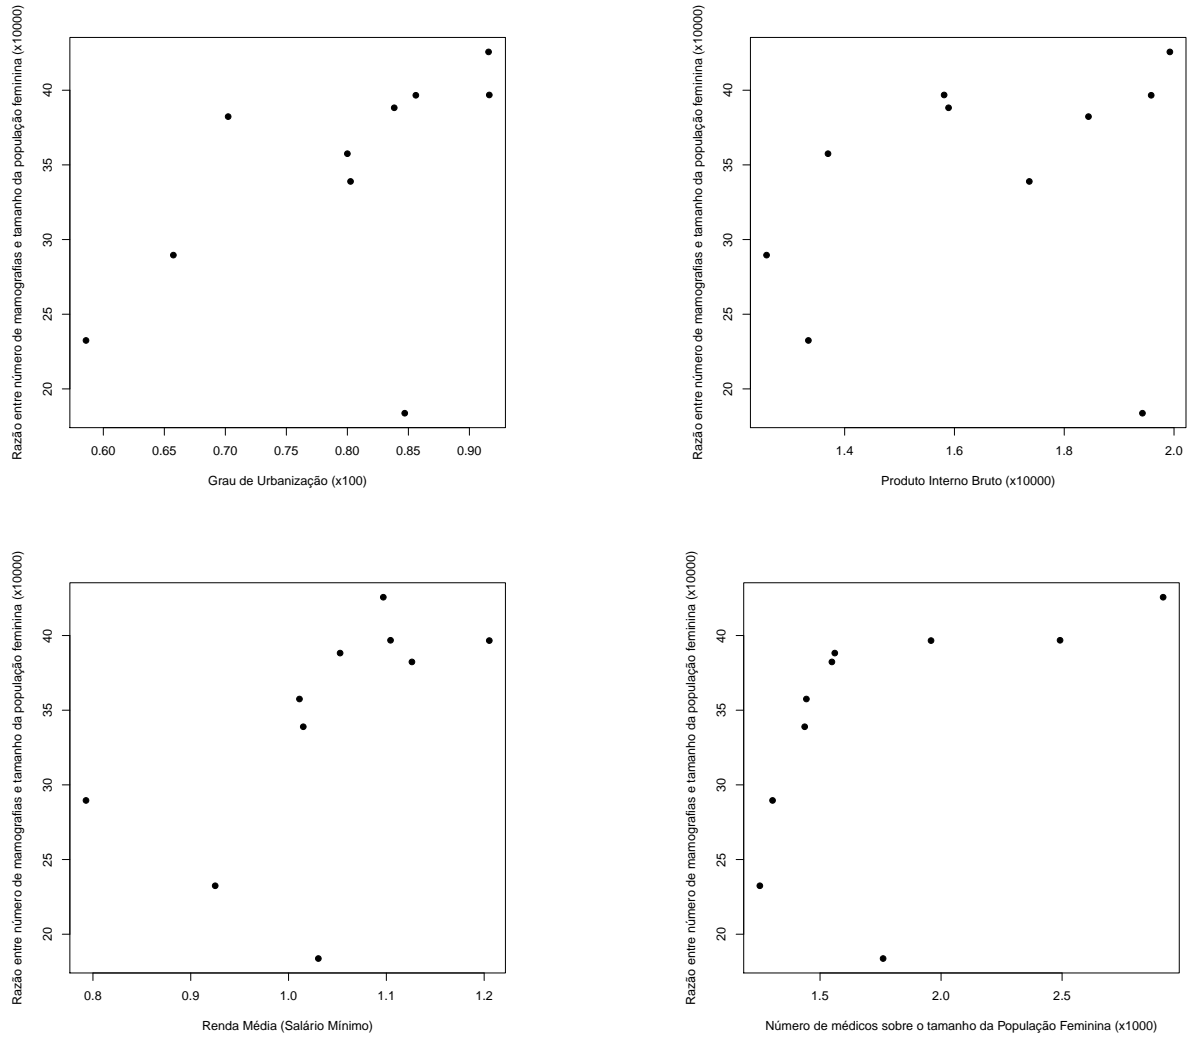 Razão entre número de mamografias e tamanho da população feminina (x10000)
40
35
30
25
20
0.60 0.65 0.70 0.75 0.80 0.85 0.90
Grau de Urbanização (x100)
Razão entre número de mamografias e tamanho da população feminina (x10000)
40
35
30
25
20
1.4 1.6 1.8 2.0
Produto Interno Bruto (x10000)
Razão entre número de mamografias e tamanho da população feminina (x10000)
40
35
30
25
20
0.8 0.9 1.0 1.1 1.2
Renda Média (Salário Mínimo)
Razão entre número de mamografias e tamanho da população feminina (x10000)
40
35
30
25
20
1.5 2.0 2.5
Número de médicos sobre o tamanho da População Feminina (x1000)